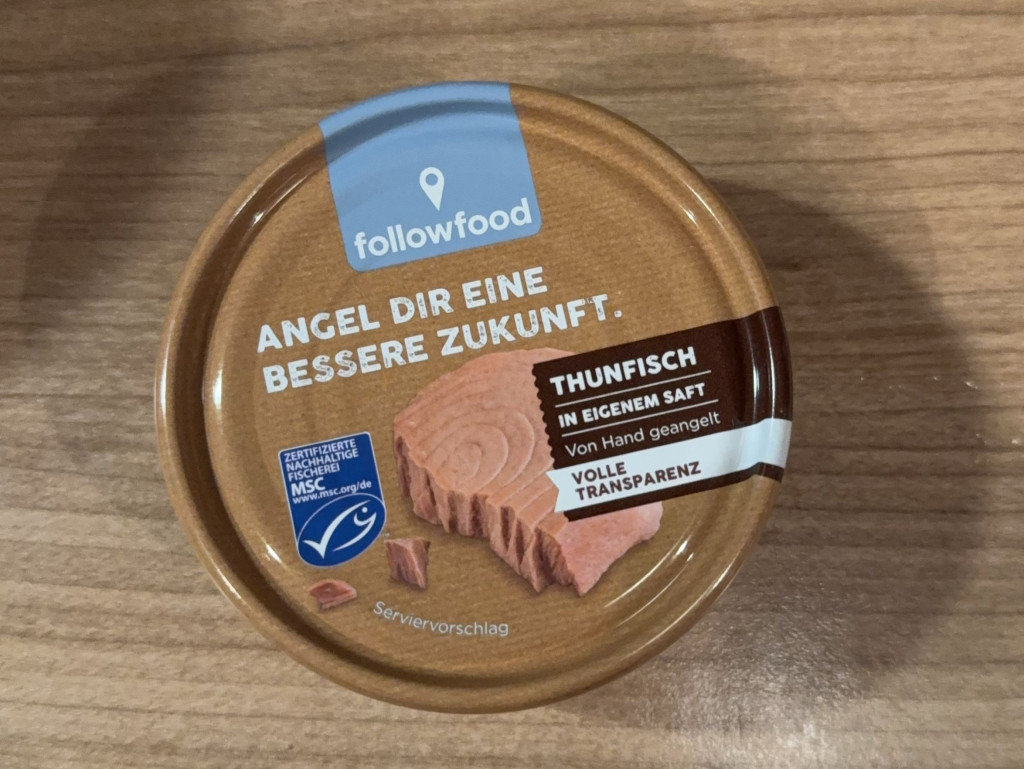 followfood
ANGEL DIR EINE
BESSERE ZUKUNFT.
THUNFISCH
IN EIGENEM SAFT
Von Hand geangelt
VOLLE
TRANSPARENZ
ZERTIFIZIERTE
NACHHALTIGE
FISCHEREI
MSC
www.msc.org/de
Serviervorschlag